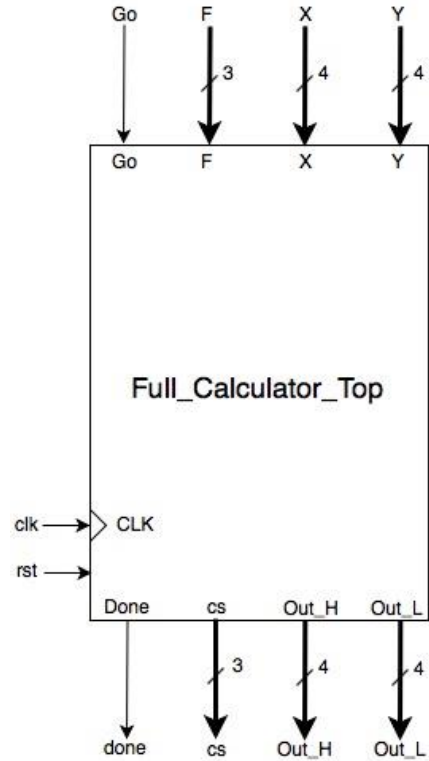 Go F X Y
3 4 4
Go F X Y
Full_Calculator_Top
clk CLK
rst
Done cs Out_H Out_L
3 4 4
done cs Out_H Out_L